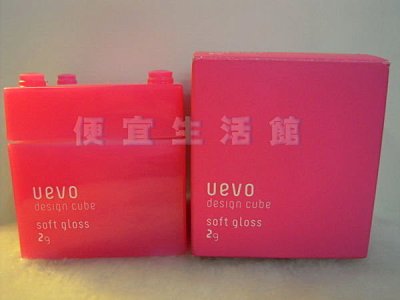 便宜生活館
uevo
design cube
soft gloss
2g
uevo
design cube
soft gloss
2g